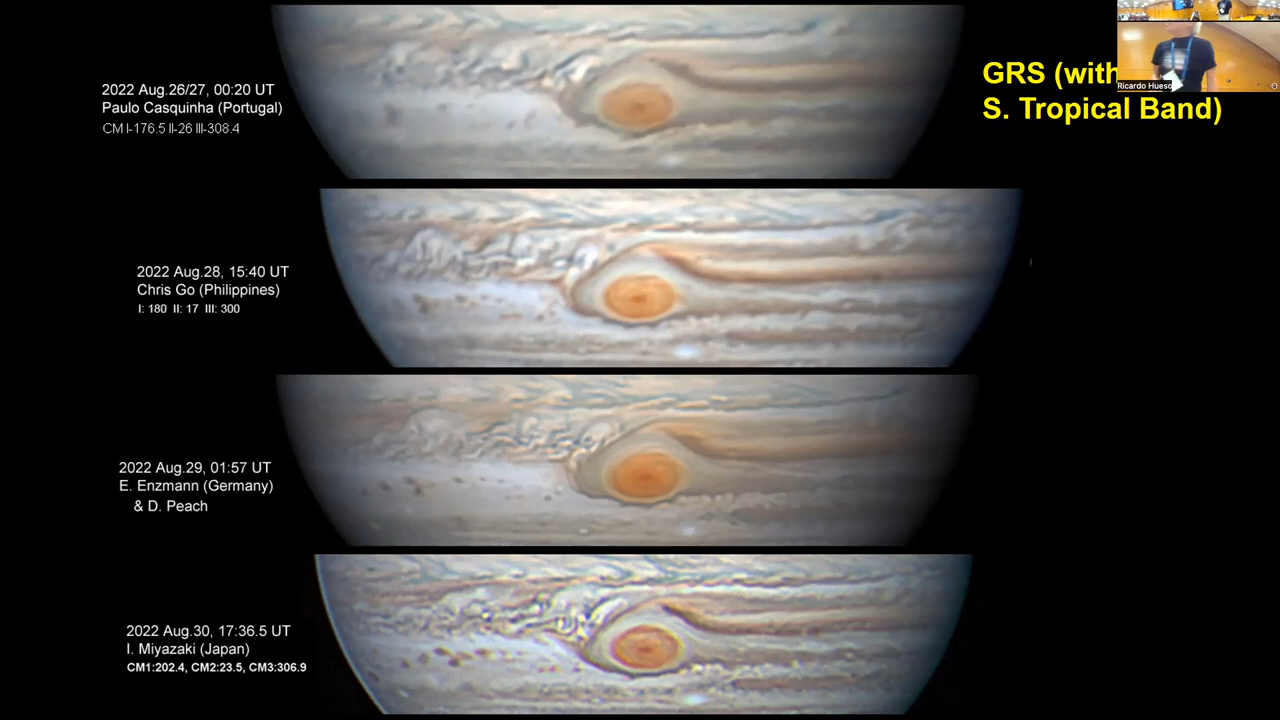 2022 Aug.26/27, 00:20 UT
Paulo Casquinha (Portugal)
CM I-176.5 II-26 III-308.4
GRS (with
S. Tropical Band)
Ricardo Hueso
2022 Aug.28, 15:40 UT
Chris Go (Philippines)
I: 180 II: 17 III: 300
2022 Aug.29, 01:57 UT
E. Enzmann (Germany)
& D. Peach
2022 Aug.30, 17:36.5 UT
I. Miyazaki (Japan)
CM1:202.4, CM2:23.5, CM3:306.9